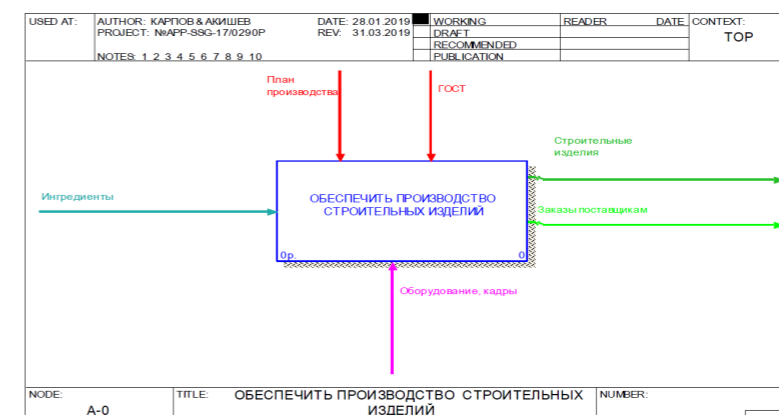 USED AT:
AUTHOR: КАРПОВ & АКИШЕВ
DATE: 28.01.2019
WORKING
READER
DATE
CONTEXT:
PROJECT: №APP-SSG-17/0290P
REV: 31.03.2019
DRAFT
TOP
RECOMMENDED
NOTES: 1 2 3 4 5 6 7 8 9 10
PUBLICATION
План
производства
ГОСТ
Строительные
изделия
Ингредиенты
ОБЕСПЕЧИТЬ ПРОИЗВОДСТВО
СТРОИТЕЛЬНЫХ ИЗДЕЛИЙ
Заказы поставщикам
0р.
0
Оборудование, кадры
NODE:
TITLE:
ОБЕСПЕЧИТЬ ПРОИЗВОДСТВО СТРОИТЕЛЬНЫХ
ИЗДЕЛИЙ
NUMBER:
A-0